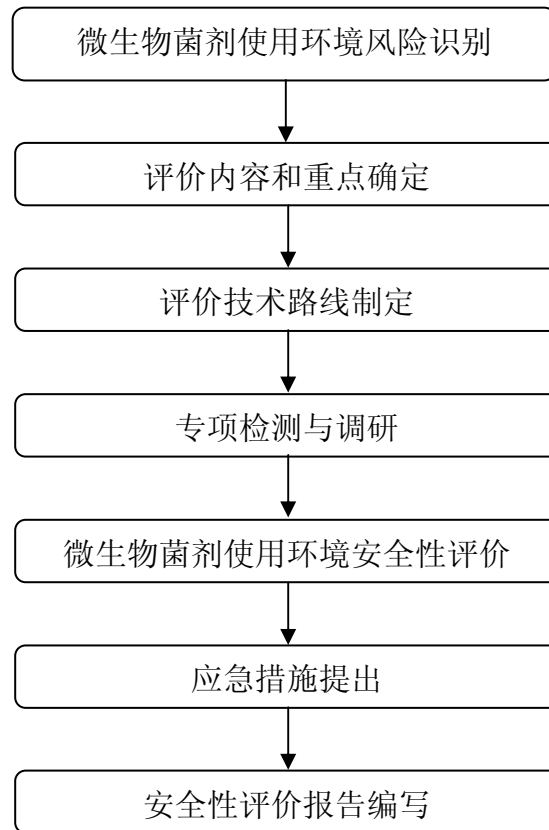 微生物菌剂使用环境风险识别
评价内容和重点确定
评价技术路线制定
专项检测与调研
微生物菌剂使用环境安全性评价
应急措施提出
安全性评价报告编写